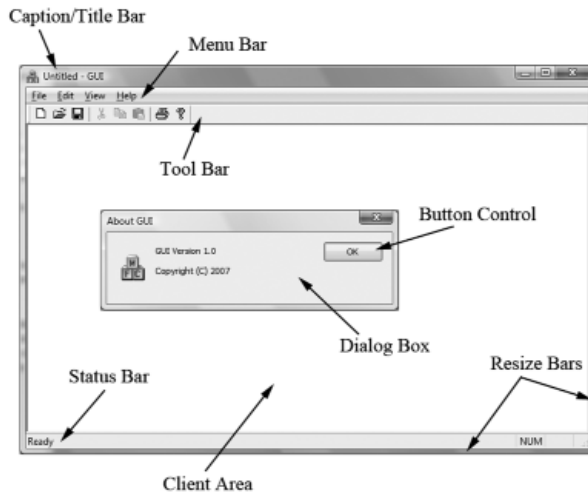 Caption/Title Bar
Menu Bar
Untitled - GUI
File Edit View Help
Tool Bar
About GUI
Button Control
GUI Version 1.0
OK
Copyright (C) 2007
M
F C
Dialog Box
Status Bar
Resize Bars
Ready
NUM
Client Area